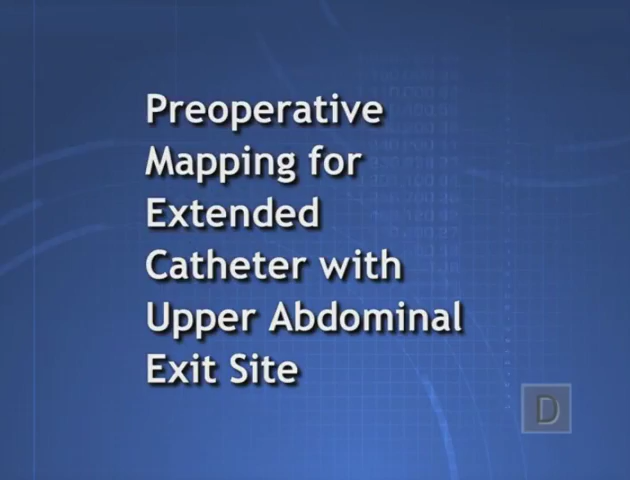 Preoperative
Mapping for
Extended
Catheter with
Upper Abdominal
Exit Site
D